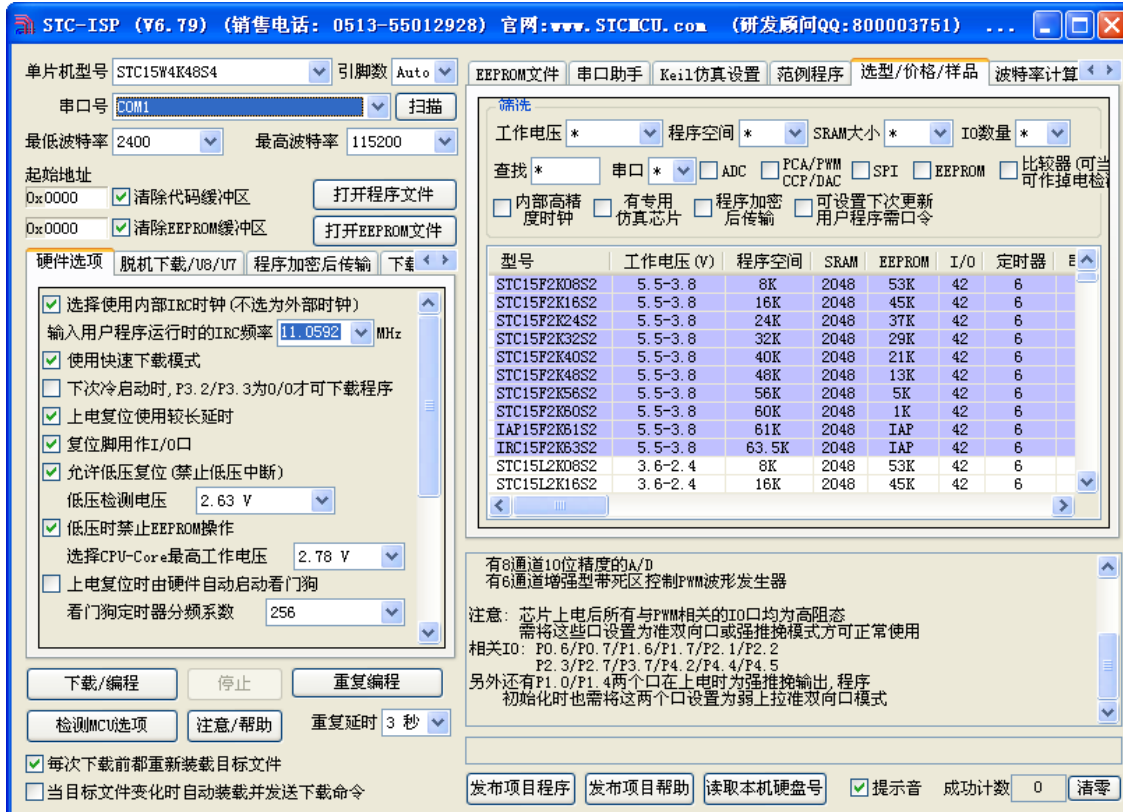 STC-ISP (V6.79) (销售电话: 0513-55012928) 官网:www.STCMCU.com (研发顾问QQ:800003751) ...
单片机型号 STC15W4K48S4 引脚数 Auto
串口号 COM1 扫描
最低波特率 2400 最高波特率 115200
起始地址
0x0000 清除代码缓冲区 打开程序文件
0x0000 清除EEPROM缓冲区 打开EEPROM文件
硬件选项 脱机下载/U8/U7 程序加密后传输 下载
选择使用内部IRC时钟(不选为外部时钟)
输入用户程序运行时的IRC频率 11.0592 MHz
使用快速下载模式
下次冷启动时,P3.2/P3.3为0/0才可下载程序
上电复位使用较长延时
复位脚用作I/O口
允许低压复位(禁止低压中断)
低压检测电压 2.63 V
低压时禁止EEPROM操作
选择CPU-Core最高工作电压 2.78 V
上电复位时由硬件自动启动看门狗
看门狗定时器分频系数 256
下载/编程 停止 重复编程
检测MCU选项 注意/帮助 重复延时 3 秒
每次下载前都重新装载目标文件
当目标文件变化时自动装载并发送下载命令
EEPROM文件 串口助手 Keil仿真设置 范例程序 选型/价格/样品 波特率计算
筛选
工作电压 * 程序空间 * SRAM大小 * IO数量 *
查找 * 串口 * ADC PCA/PWM CCP/DAC SPI EEPROM 比较器(可当 可作掉电检
内部高精度时钟 有专用仿真芯片 程序加密后传输 可设置下次更新用户程序需口令
型号 工作电压(V) 程序空间 SRAM EEPROM I/O 定时器
STC15F2K08S2 5.5-3.8 8K 2048 53K 42 6
STC15F2K16S2 5.5-3.8 16K 2048 45K 42 6
STC15F2K24S2 5.5-3.8 24K 2048 37K 42 6
STC15F2K32S2 5.5-3.8 32K 2048 29K 42 6
STC15F2K40S2 5.5-3.8 40K 2048 21K 42 6
STC15F2K48S2 5.5-3.8 48K 2048 13K 42 6
STC15F2K56S2 5.5-3.8 56K 2048 5K 42 6
STC15F2K60S2 5.5-3.8 60K 2048 1K 42 6
IAP15F2K61S2 5.5-3.8 61K 2048 IAP 42 6
IRC15F2K63S2 5.5-3.8 63.5K 2048 IAP 42 6
STC15L2K08S2 3.6-2.4 8K 2048 53K 42 6
STC15L2K16S2 3.6-2.4 16K 2048 45K 42 6
有8通道10位精度的A/D
有6通道增强型带死区控制PWM波形发生器
注意: 芯片上电后所有与PWM相关的IO口均为高阻态
需将这些口设置为准双向口或强推挽模式方可正常使用
相关IO: P0.6/P0.7/P1.6/P1.7/P2.1/P2.2
P2.3/P2.7/P3.7/P4.2/P4.4/P4.5
另外还有P1.0/P1.4两个口在上电时为强推挽输出,程序
初始化时也需将这两个口设置为弱上拉准双向口模式
发布项目程序 发布项目帮助 读取本机硬盘号 提示音 成功计数 0 清零